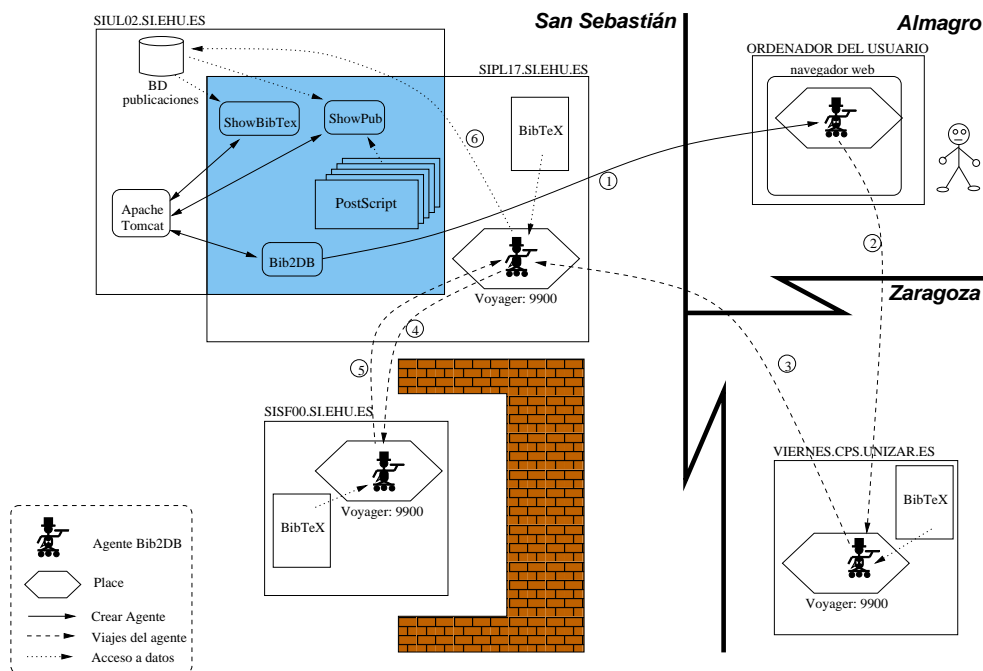 San Sebastián
Almagro
SIUL02.SI.EHU.ES
BD
publicaciones
SIPL17.SI.EHU.ES
ShowBibTex
ShowPub
BibTeX
PostScript
Apache
Tomcat
Bib2DB
Voyager: 9900
ORDENADOR DEL USUARIO
navegador web
1
2
3
4
5
6
Zaragoza
SISF00.SI.EHU.ES
BibTeX
Voyager: 9900
VIERNES.CPS.UNIZAR.ES
BibTeX
Voyager: 9900
Agente Bib2DB
Place
Crear Agente
Viajes del agente
Acceso a datos